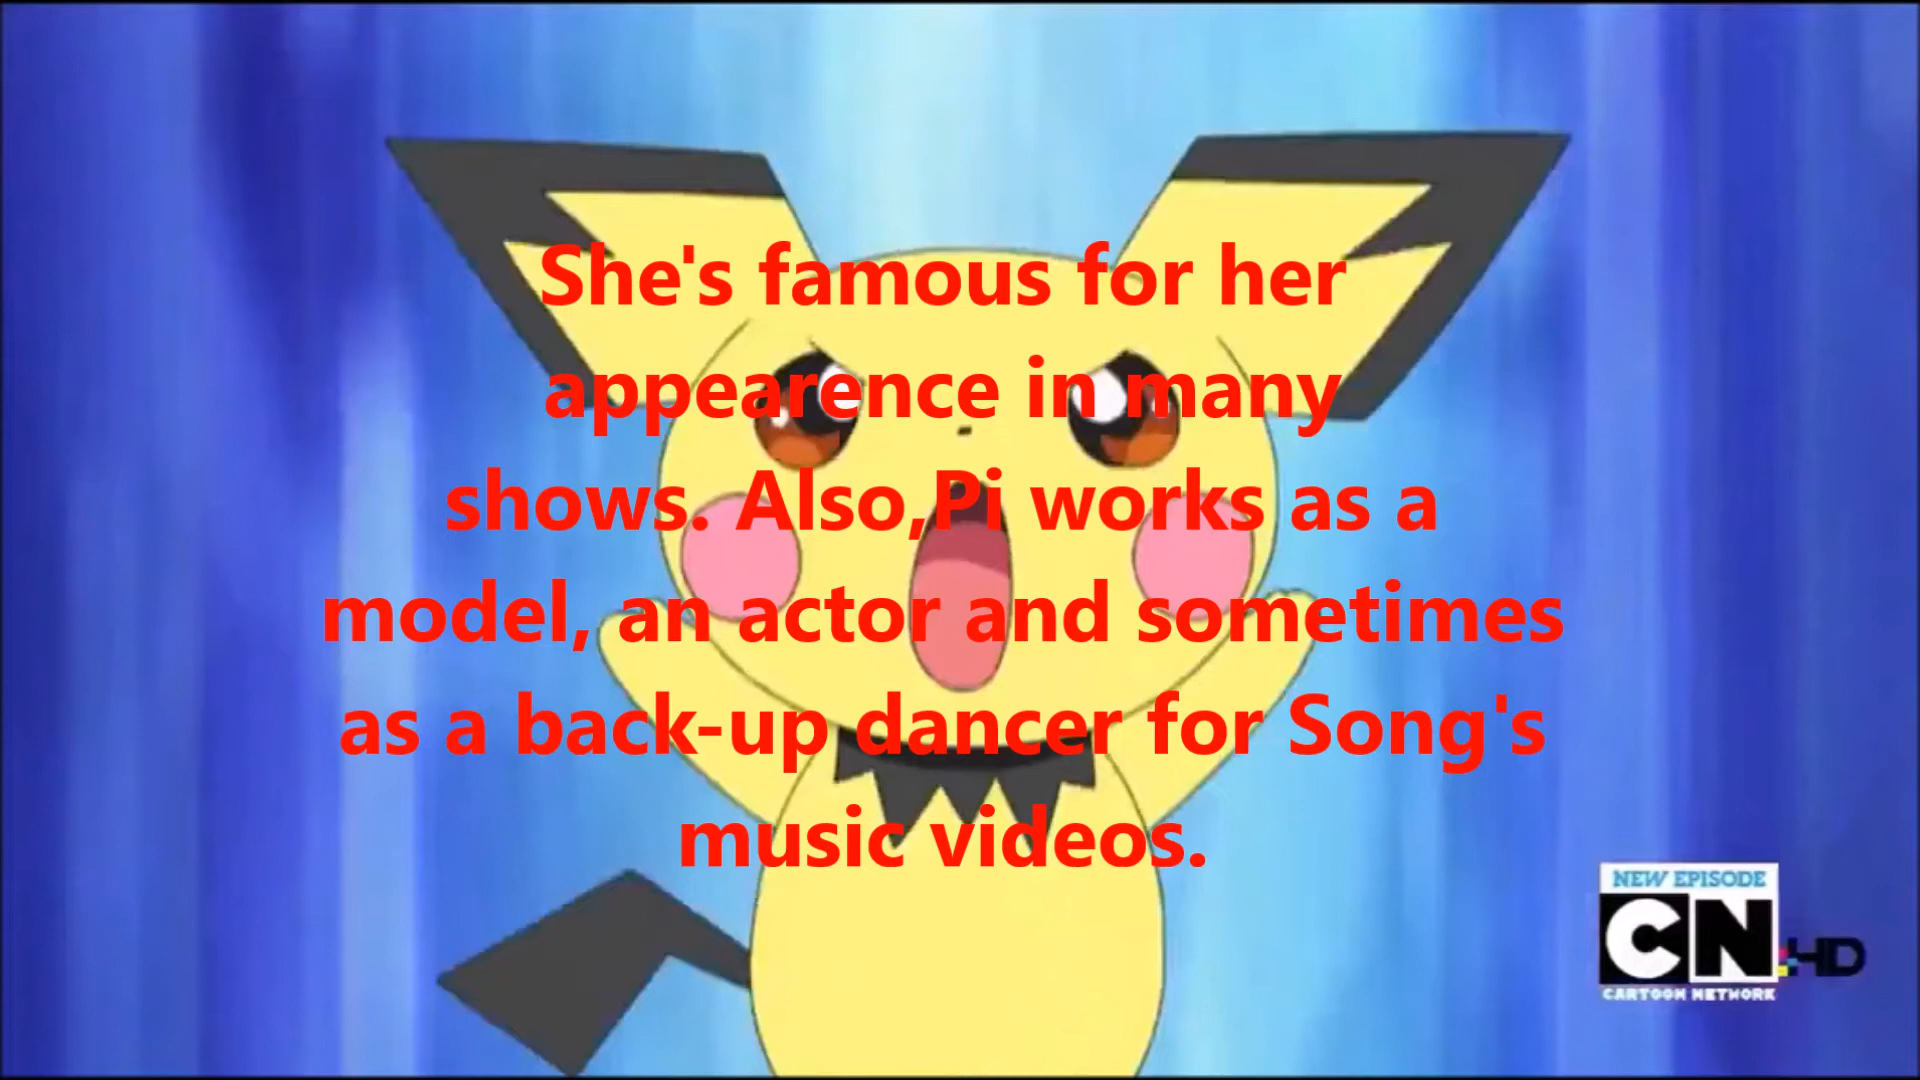 She's famous for her
appearence in many
shows. Also,Pi works as a
model, an actor and sometimes
as a back-up dancer for Song's
music videos.
NEW EPISODE
CN HD
CARTOON NETWORK